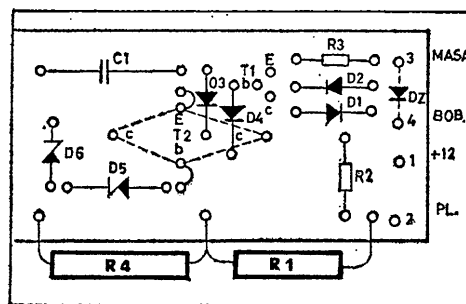 C1
D3
T1
E
b
c
R3
3
MASA
D2
DZ
D1
4
BOB.
E
T2
b
c
c
D4
D6
D5
R2
1
+12
2
PL.
R4
R1